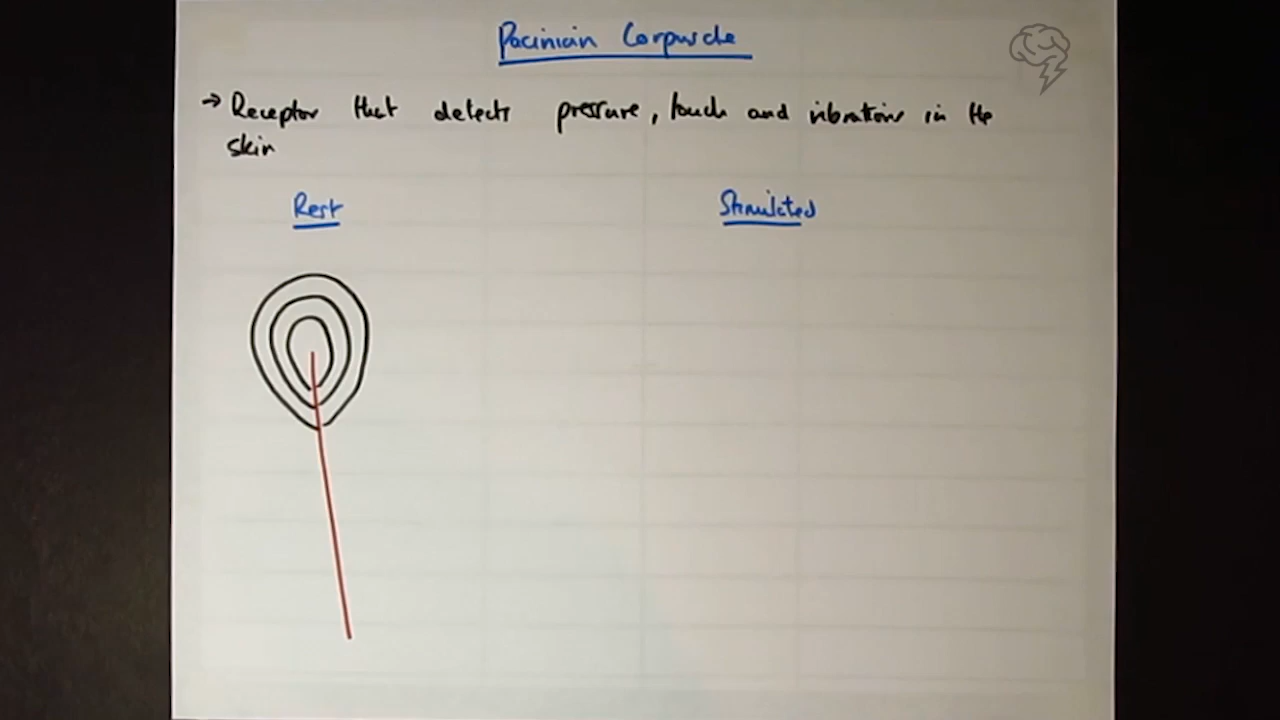 Pacinian Corpuscle
→ Receptor that detects pressure, touch and vibrations in the
skin
Rest
Stimulated